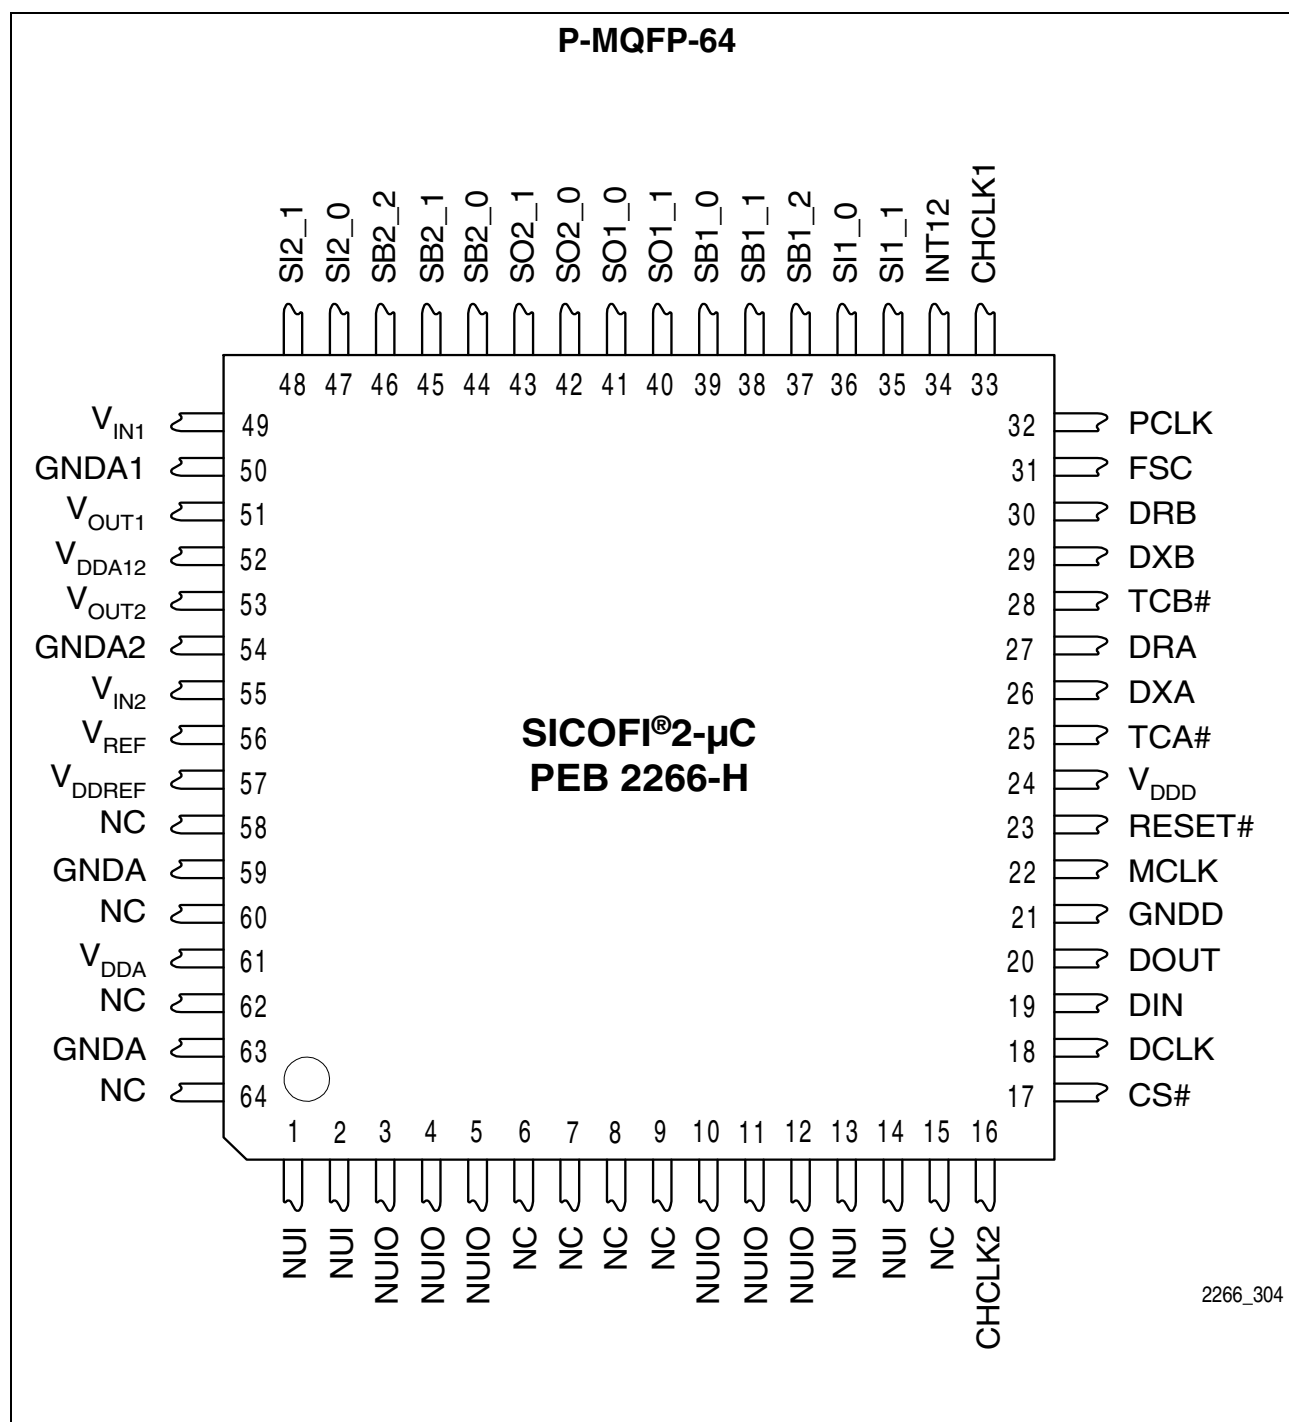 P-MQFP-64
SI2_1
SI2_0
SB2_2
SB2_1
SB2_0
SO2_1
SO2_0
SO1_0
SO1_1
SB1_0
SB1_1
SB1_2
SI1_0
SI1_1
INT12
CHCLK1
48 47 46 45 44 43 42 41 40 39 38 37 36 35 34 33
VIN1 49 32 PCLK
GNDA1 50 31 FSC
VOUT1 51 30 DRB
VDDA12 52 29 DXB
VOUT2 53 28 TCB#
GNDA2 54 27 DRA
VIN2 55 26 DXA
VREF 56 25 TCA#
VDDREF 57 24 VDDD
NC 58 23 RESET#
GNDA 59 22 MCLK
NC 60 21 GNDD
VDDA 61 20 DOUT
NC 62 19 DIN
GNDA 63 18 DCLK
NC 64 17 CS#
SICOFI®2-µC
PEB 2266-H
1 2 3 4 5 6 7 8 9 10 11 12 13 14 15 16
NUI
NUI
NUIO
NUIO
NUIO
NC
NC
NC
NC
NUIO
NUIO
NUIO
NUI
NUI
NC
CHCLK2
2266_304